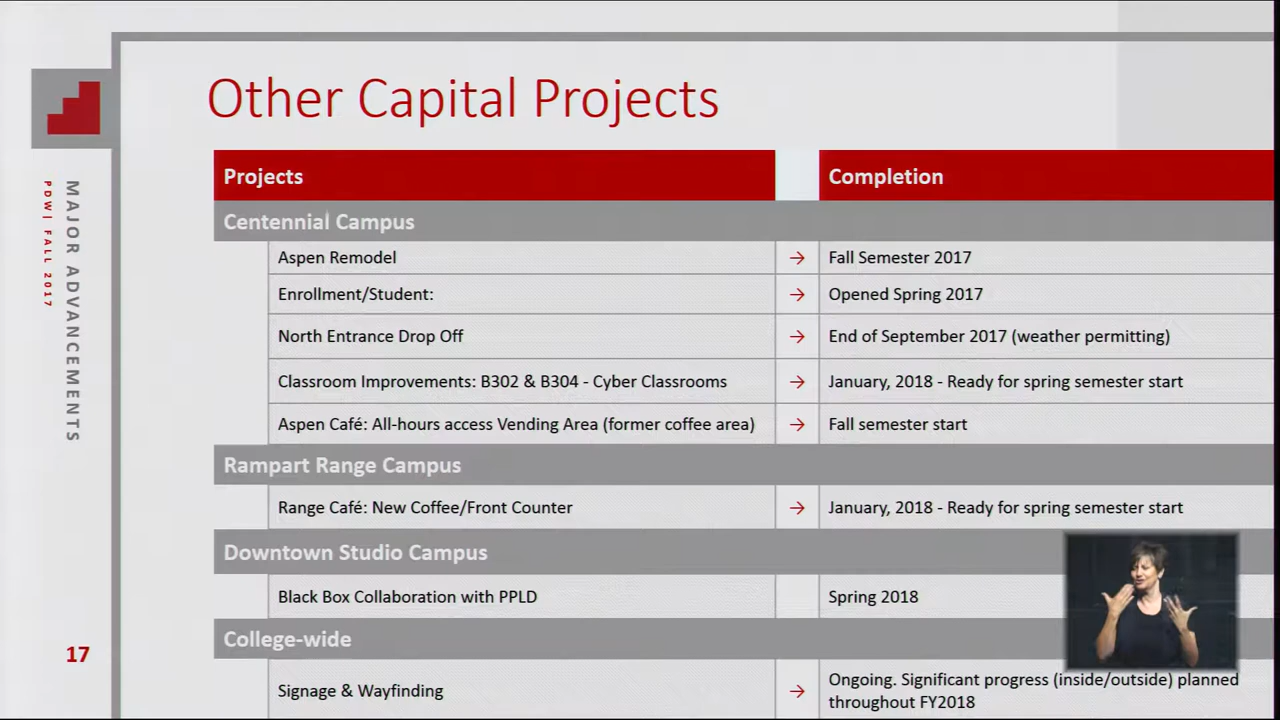 Other Capital Projects
MAJOR ADVANCEMENTS
PDW| FALL 2017
Projects Completion
Centennial Campus
Aspen Remodel → Fall Semester 2017
Enrollment/Student: → Opened Spring 2017
North Entrance Drop Off → End of September 2017 (weather permitting)
Classroom Improvements: B302 & B304 - Cyber Classrooms → January, 2018 - Ready for spring semester start
Aspen Café: All-hours access Vending Area (former coffee area) → Fall semester start
Rampart Range Campus
Range Café: New Coffee/Front Counter → January, 2018 - Ready for spring semester start
Downtown Studio Campus
Black Box Collaboration with PPLD Spring 2018
College-wide
Signage & Wayfinding → Ongoing. Significant progress (inside/outside) planned
throughout FY2018
17